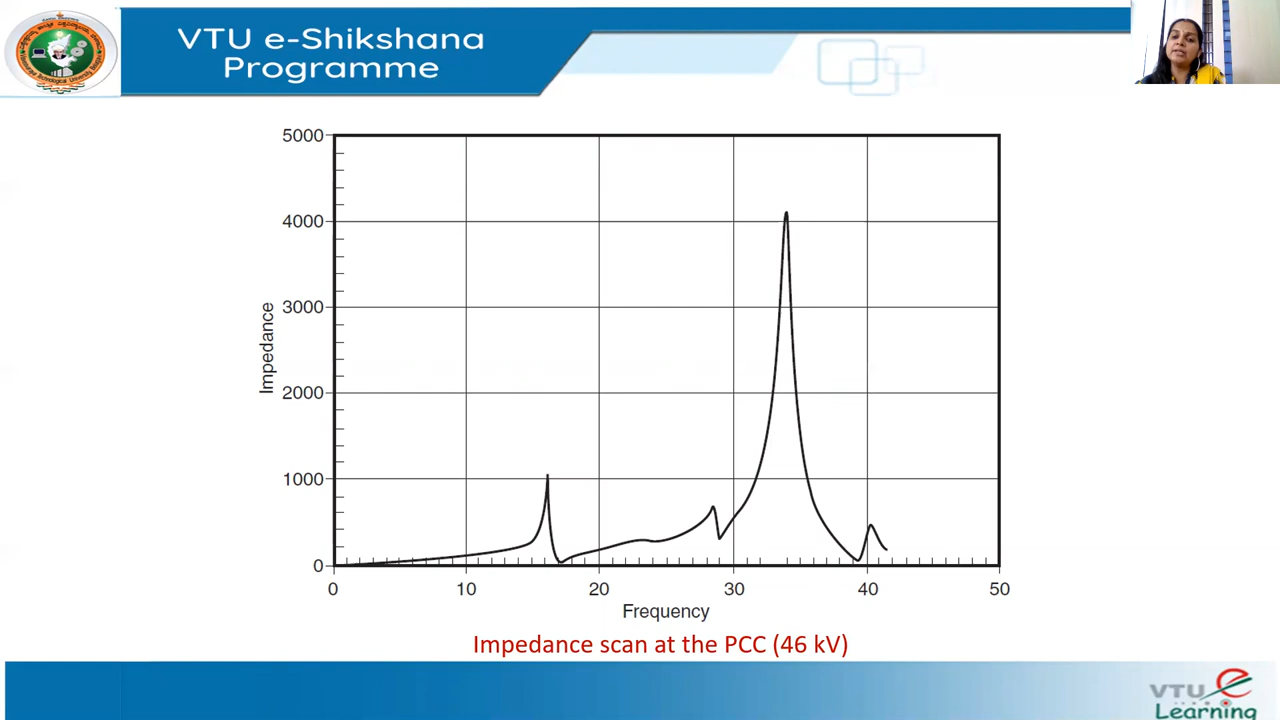 VTU e-Shikshana
Programme
5000
4000
3000
2000
1000
0
Impedance
0 10 20 30 40 50
Frequency
Impedance scan at the PCC (46 kV)
VTU e
Learning